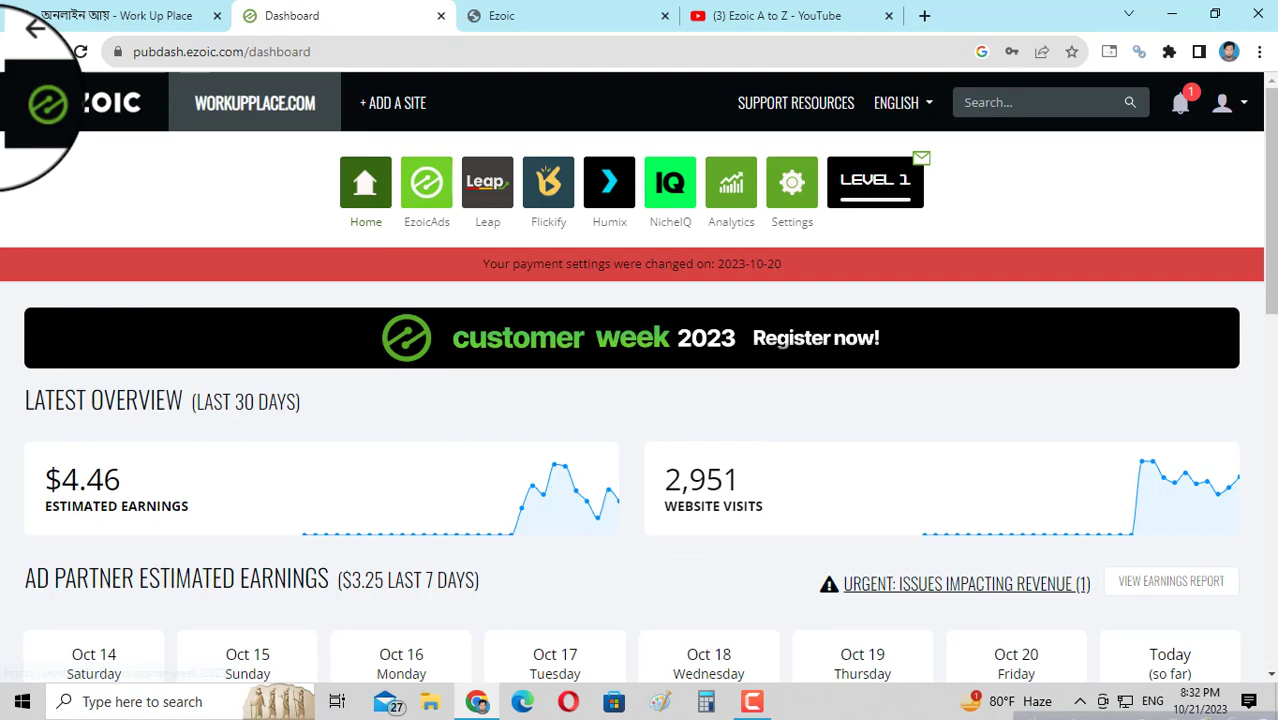 অনলাইন আয় - Work Up Place
Dashboard
Ezoic
(3) Ezoic A to Z - YouTube
pubdash.ezoic.com/dashboard
ZOIC
WORKUPPLACE.COM
+ ADD A SITE
SUPPORT RESOURCES
ENGLISH
Search...
1
Leap
IQ
LEVEL 1
Home
EzoicAds
Leap
Flickify
Humix
NicheIQ
Analytics
Settings
Your payment settings were changed on: 2023-10-20
customer week 2023 Register now!
LATEST OVERVIEW (LAST 30 DAYS)
$4.46
ESTIMATED EARNINGS
2,951
WEBSITE VISITS
AD PARTNER ESTIMATED EARNINGS ($3.25 LAST 7 DAYS)
URGENT: ISSUES IMPACTING REVENUE (1)
VIEW EARNINGS REPORT
Oct 14
Saturday
Oct 15
Sunday
Oct 16
Monday
Oct 17
Tuesday
Oct 18
Wednesday
Oct 19
Thursday
Oct 20
Friday
Today
(so far)
Type here to search
27
1
80°F Haze
8:32 PM
10/21/2023